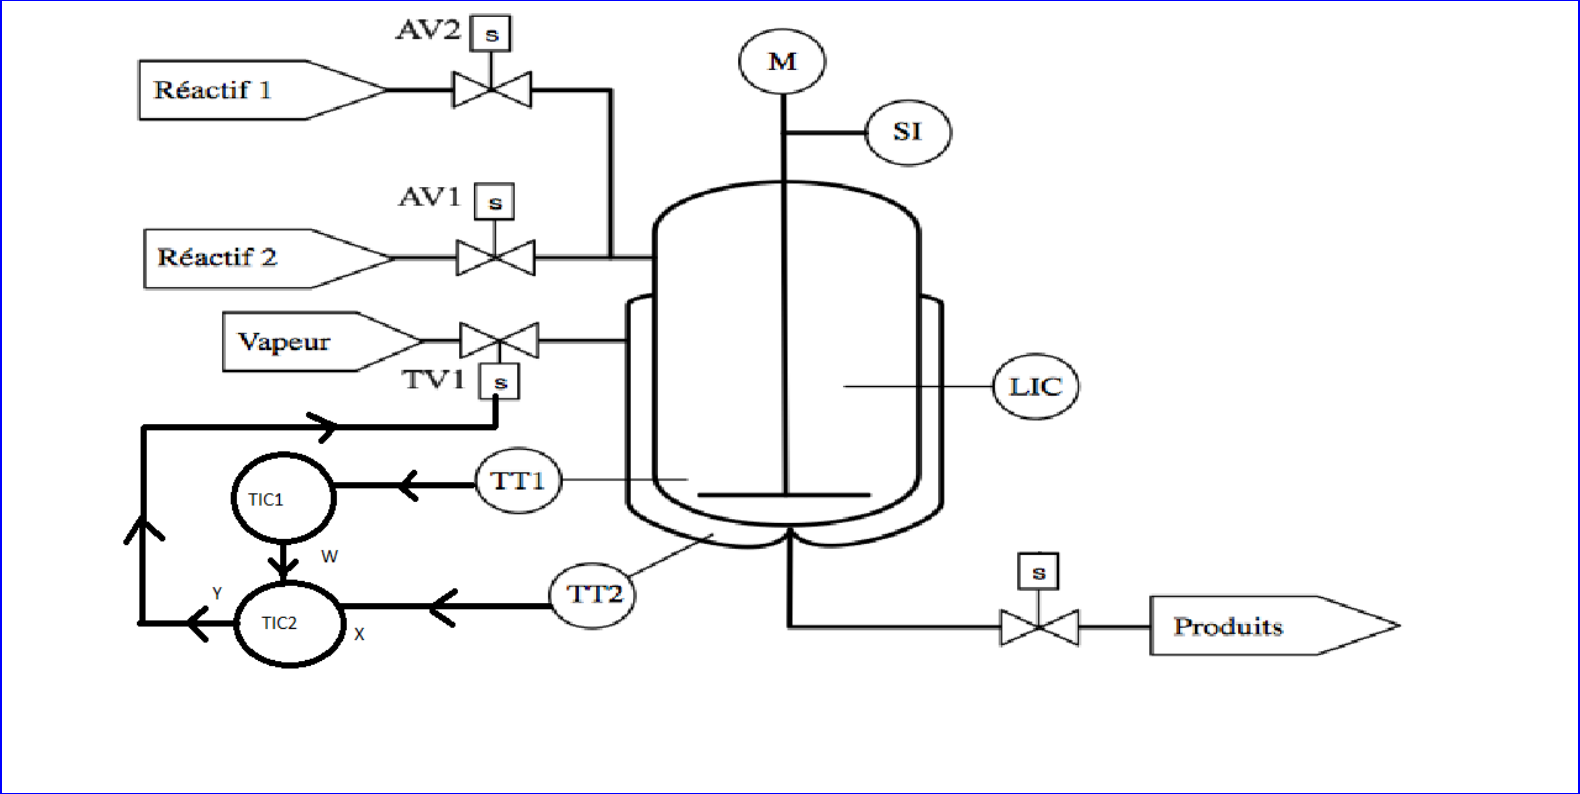 AV2
s
M
Réactif 1
SI
AV1
s
Réactif 2
Vapeur
TV1
s
LIC
TT1
TIC1
W
Y
TT2
TIC2
X
s
Produits